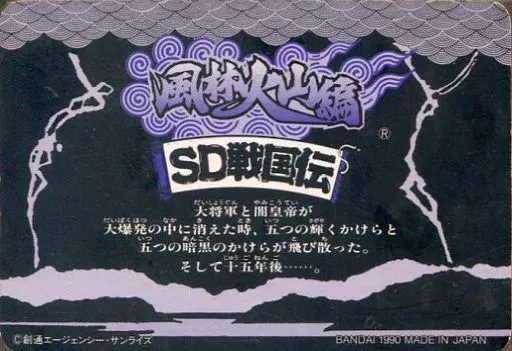 風林火山編
®
SD戦国伝
大将軍と闇皇帝が
大爆発の中に消えた時、五つの輝くかけらと
五つの暗黒のかけらが飛び散った。
そして十五年後……。
©創通エージェンシー・サンライズ
BANDAI 1990 MADE IN JAPAN